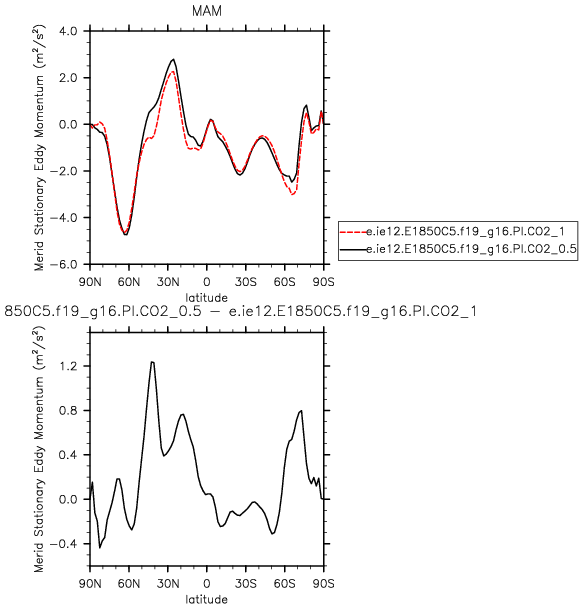 MAM
Merid Stationary Eddy Momentum (m²/s²)
4.0
2.0
0.0
−2.0
−4.0
−6.0
90N 60N 30N 0 30S 60S 90S
latitude
e.ie12.E1850C5.f19_g16.PI.CO2_1
e.ie12.E1850C5.f19_g16.PI.CO2_0.5
850C5.f19_g16.PI.CO2_0.5 − e.ie12.E1850C5.f19_g16.PI.CO2_1
Merid Stationary Eddy Momentum (m²/s²)
1.2
0.8
0.4
0.0
−0.4
90N 60N 30N 0 30S 60S 90S
latitude